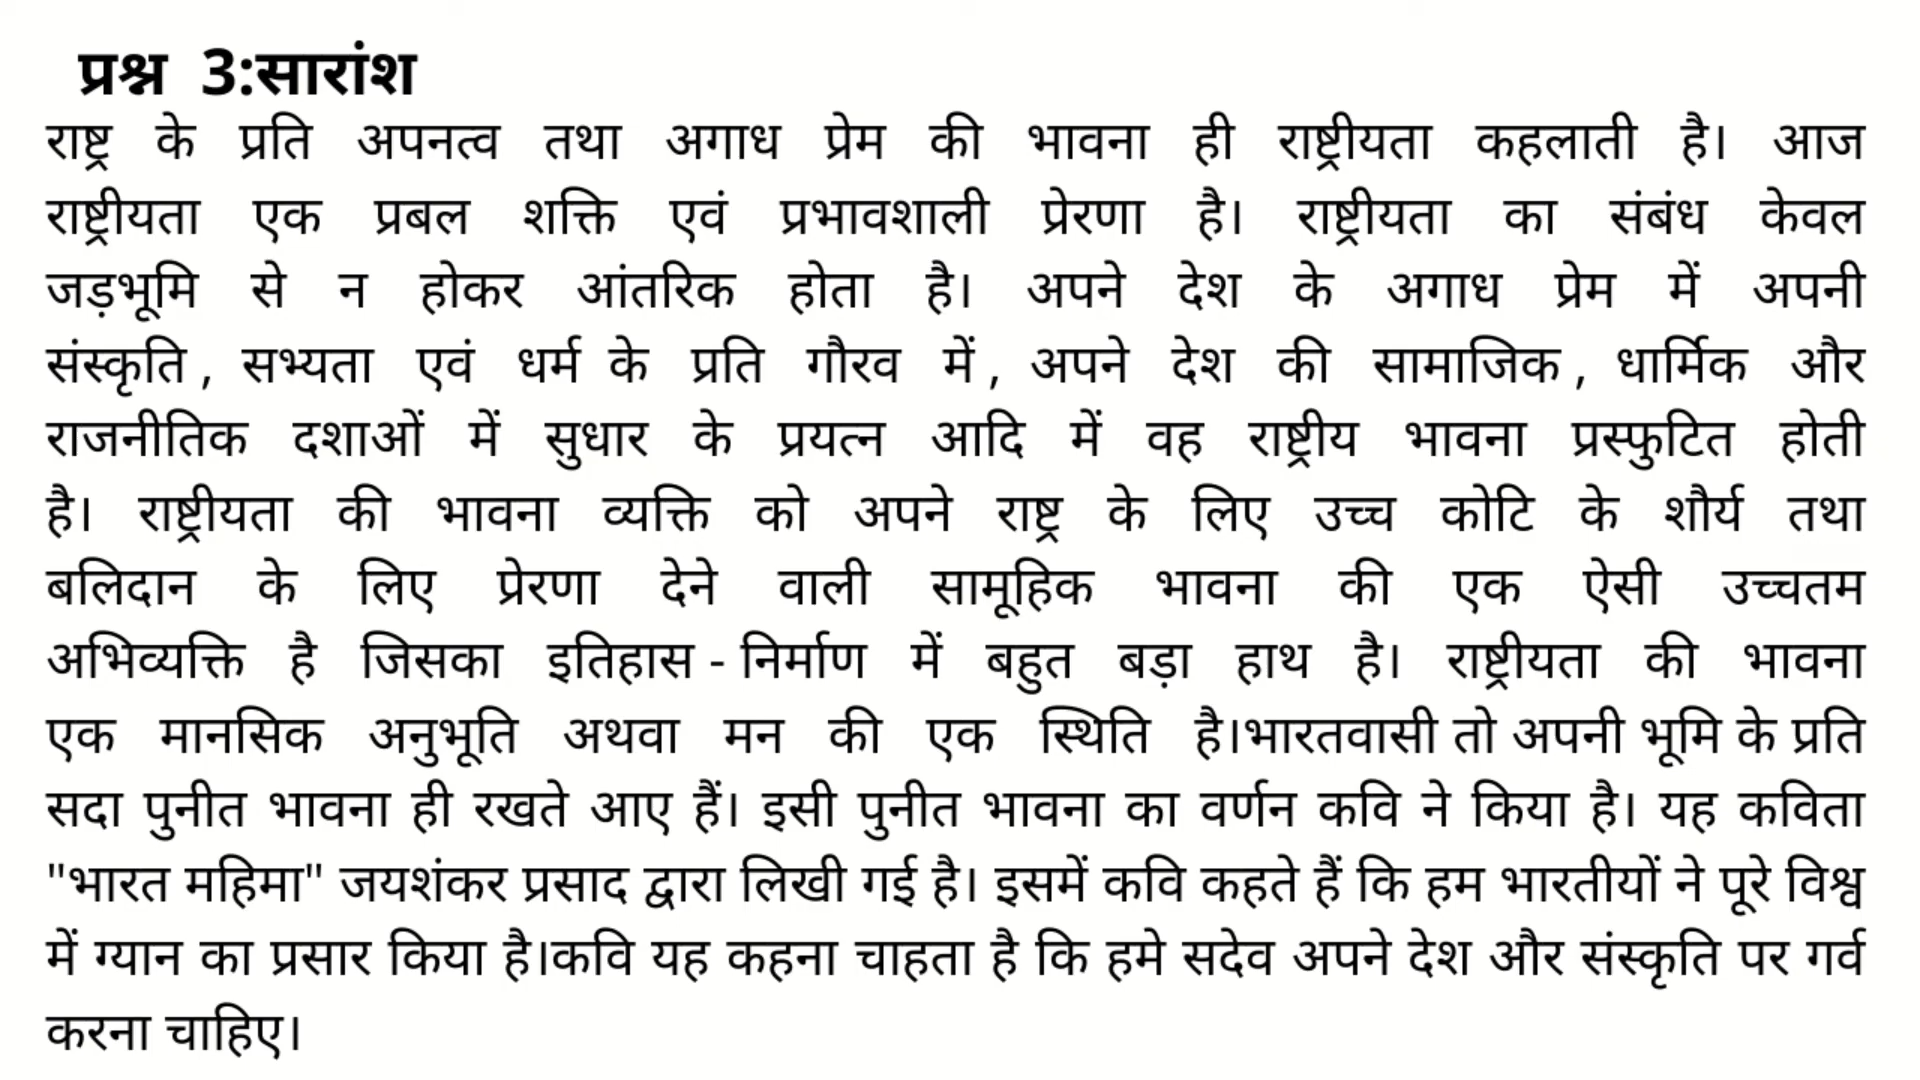 प्रश्न 3:सारांश
राष्ट्र के प्रति अपनत्व तथा अगाध प्रेम की भावना ही राष्ट्रीयता कहलाती है। आज
राष्ट्रीयता एक प्रबल शक्ति एवं प्रभावशाली प्रेरणा है। राष्ट्रीयता का संबंध केवल
जड़भूमि से न होकर आंतरिक होता है। अपने देश के अगाध प्रेम में अपनी
संस्कृति , सभ्यता एवं धर्म के प्रति गौरव में , अपने देश की सामाजिक , धार्मिक और
राजनीतिक दशाओं में सुधार के प्रयत्न आदि में वह राष्ट्रीय भावना प्रस्फुटित होती
है। राष्ट्रीयता की भावना व्यक्ति को अपने राष्ट्र के लिए उच्च कोटि के शौर्य तथा
बलिदान के लिए प्रेरणा देने वाली सामूहिक भावना की एक ऐसी उच्चतम
अभिव्यक्ति है जिसका इतिहास - निर्माण में बहुत बड़ा हाथ है। राष्ट्रीयता की भावना
एक मानसिक अनुभूति अथवा मन की एक स्थिति है।भारतवासी तो अपनी भूमि के प्रति
सदा पुनीत भावना ही रखते आए हैं। इसी पुनीत भावना का वर्णन कवि ने किया है। यह कविता
"भारत महिमा" जयशंकर प्रसाद द्वारा लिखी गई है। इसमें कवि कहते हैं कि हम भारतीयों ने पूरे विश्व
में ग्यान का प्रसार किया है।कवि यह कहना चाहता है कि हमे सदेव अपने देश और संस्कृति पर गर्व
करना चाहिए।